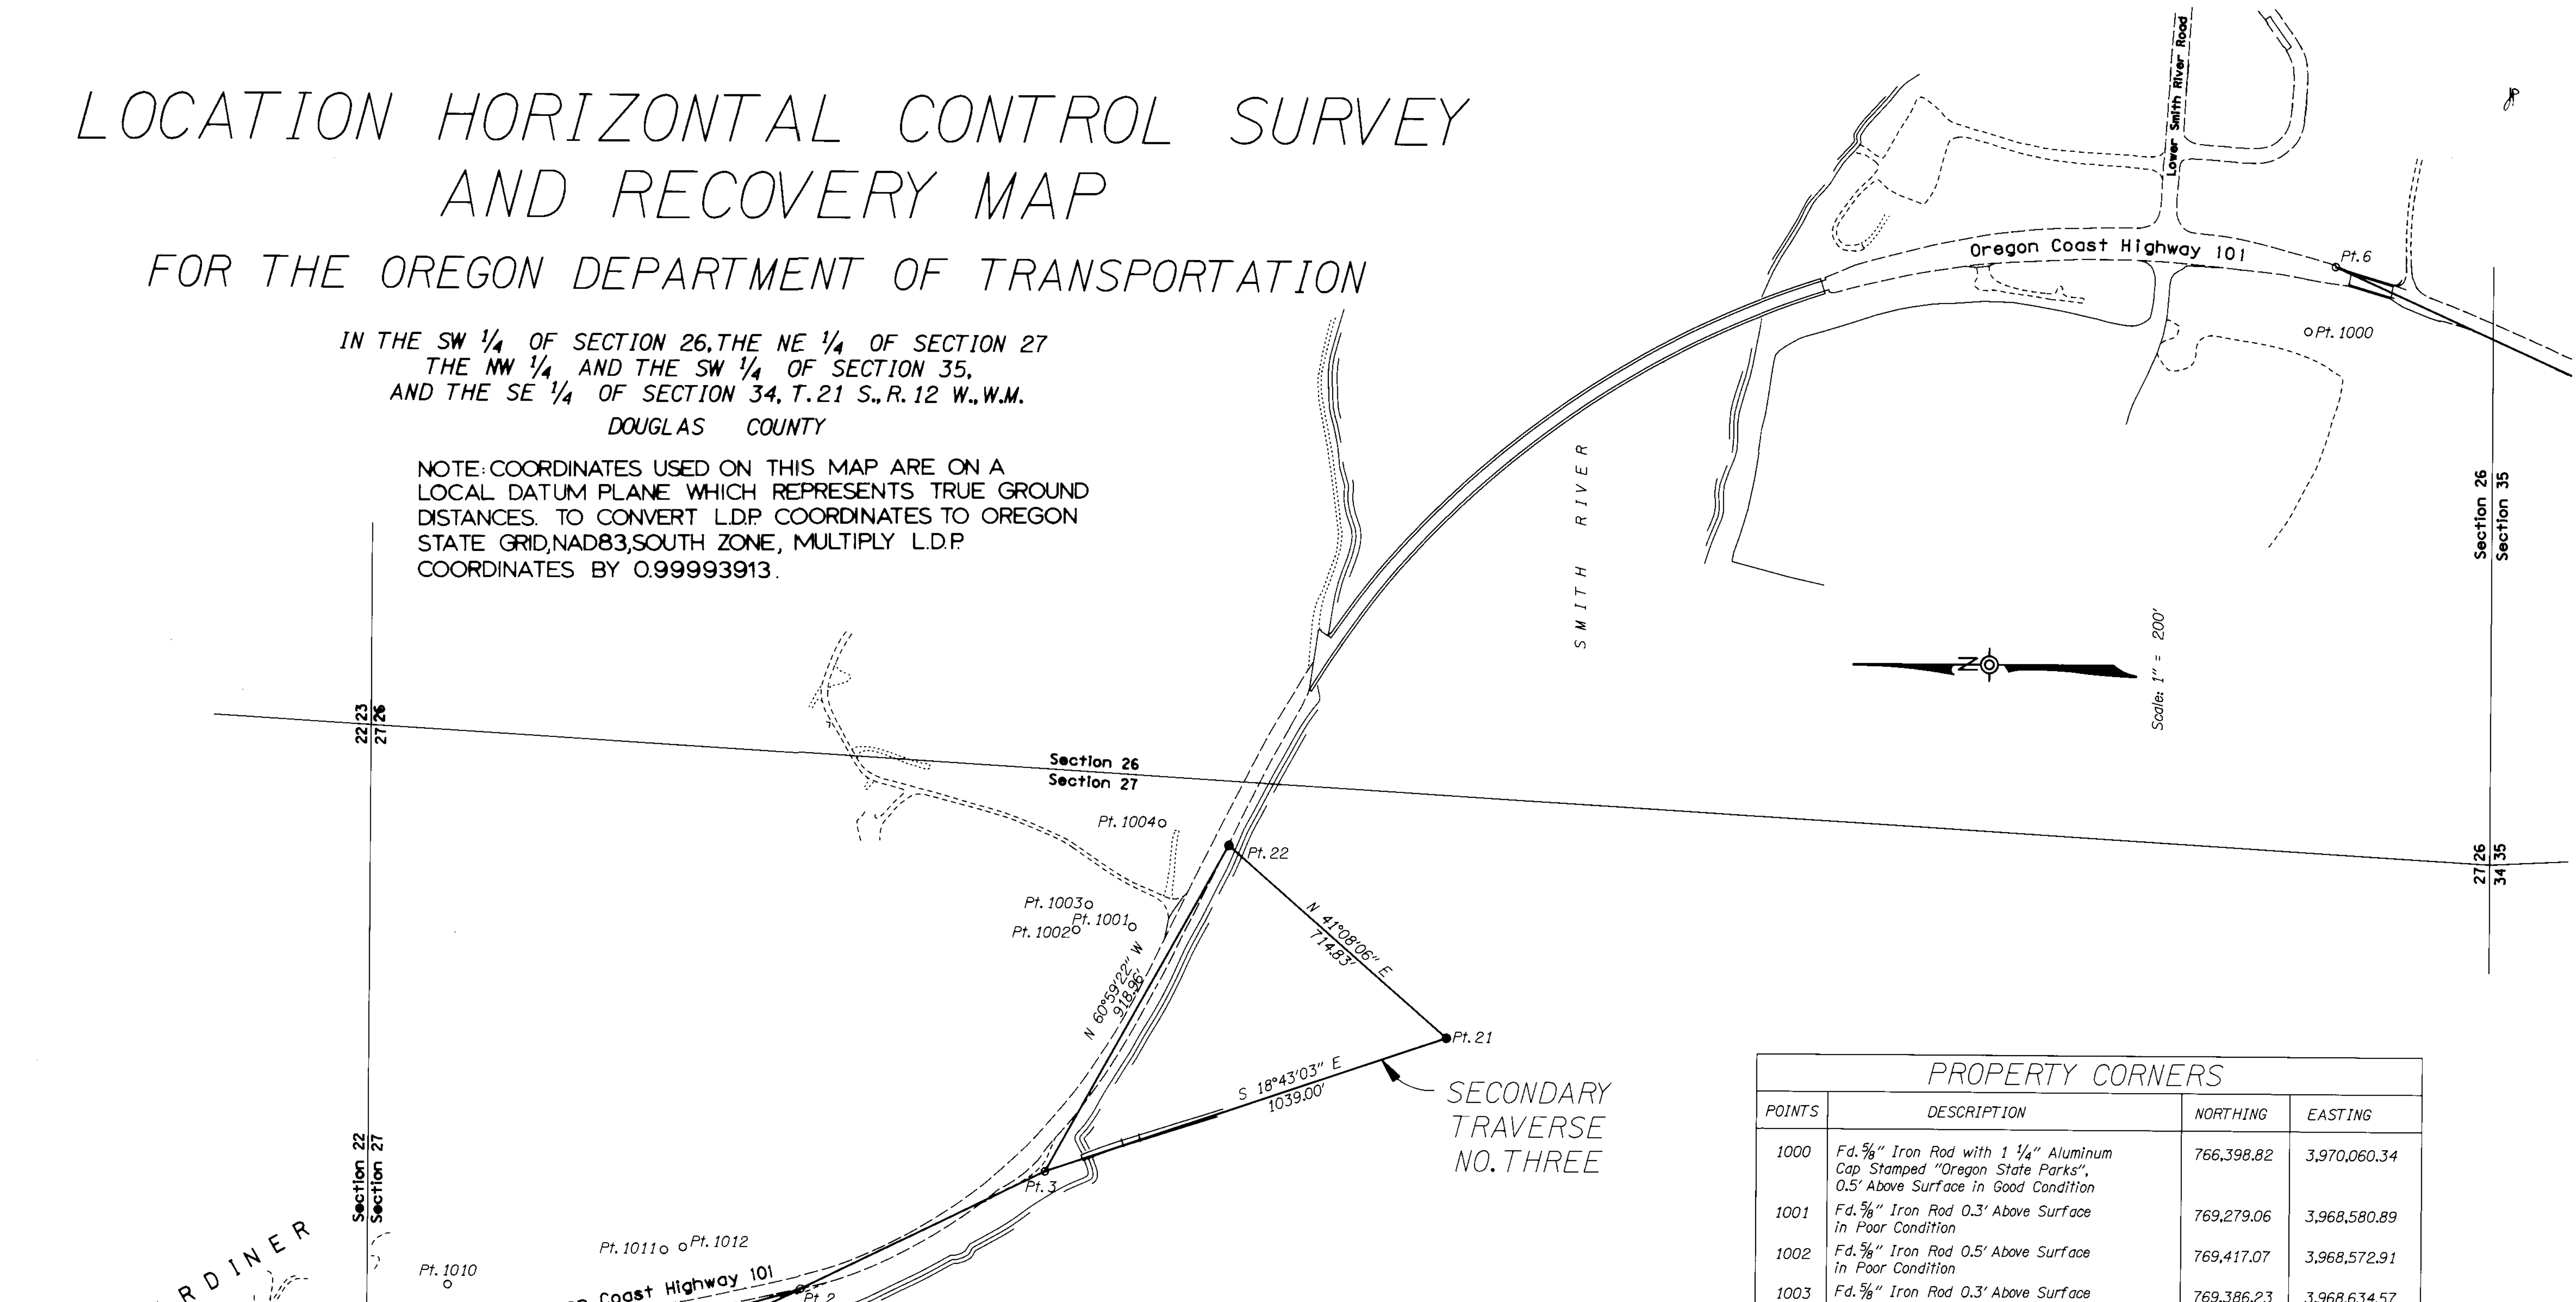 LOCATION HORIZONTAL CONTROL SURVEY
AND RECOVERY MAP
FOR THE OREGON DEPARTMENT OF TRANSPORTATION
IN THE SW 1/4 OF SECTION 26, THE NE 1/4 OF SECTION 27
THE NW 1/4 AND THE SW 1/4 OF SECTION 35,
AND THE SE 1/4 OF SECTION 34, T. 21 S., R. 12 W., W.M.
DOUGLAS COUNTY
NOTE: COORDINATES USED ON THIS MAP ARE ON A
LOCAL DATUM PLANE WHICH REPRESENTS TRUE GROUND
DISTANCES. TO CONVERT L.D.P. COORDINATES TO OREGON
STATE GRID, NAD83, SOUTH ZONE, MULTIPLY L.D.P.
COORDINATES BY 0.99993913.
Lower Smith River Road
Oregon Coast Highway 101
Pt. 6
Pt. 1000
SMITH RIVER
Section 26
Section 35
Scale: 1" = 200'
N
22 23
27 26
Section 26
Section 27
Pt. 1004
Pt. 22
27 26
34 35
Pt. 1003
Pt. 1001
Pt. 1002
N 41°08'06" E
714.83'
N 60°59'22" W
918.96'
Pt. 21
S 18°43'03" E
1039.00'
SECONDARY
TRAVERSE
NO. THREE
Pt. 3
Section 22
Section 27
RDINER
Pt. 1011
Pt. 1012
Pt. 1010
Coast Highway 101
Pt. 2
PROPERTY CORNERS
POINTS DESCRIPTION NORTHING EASTING
1000 Fd. 5/8" Iron Rod with 1 1/4" Aluminum 766,398.82 3,970,060.34
Cap Stamped "Oregon State Parks",
0.5' Above Surface in Good Condition
1001 Fd. 5/8" Iron Rod 0.3' Above Surface 769,279.06 3,968,580.89
in Poor Condition
1002 Fd. 5/8" Iron Rod 0.5' Above Surface 769,417.07 3,968,572.91
in Poor Condition
1003 Fd. 5/8" Iron Rod 0.3' Above Surface 769,386.23 3,968,634.57